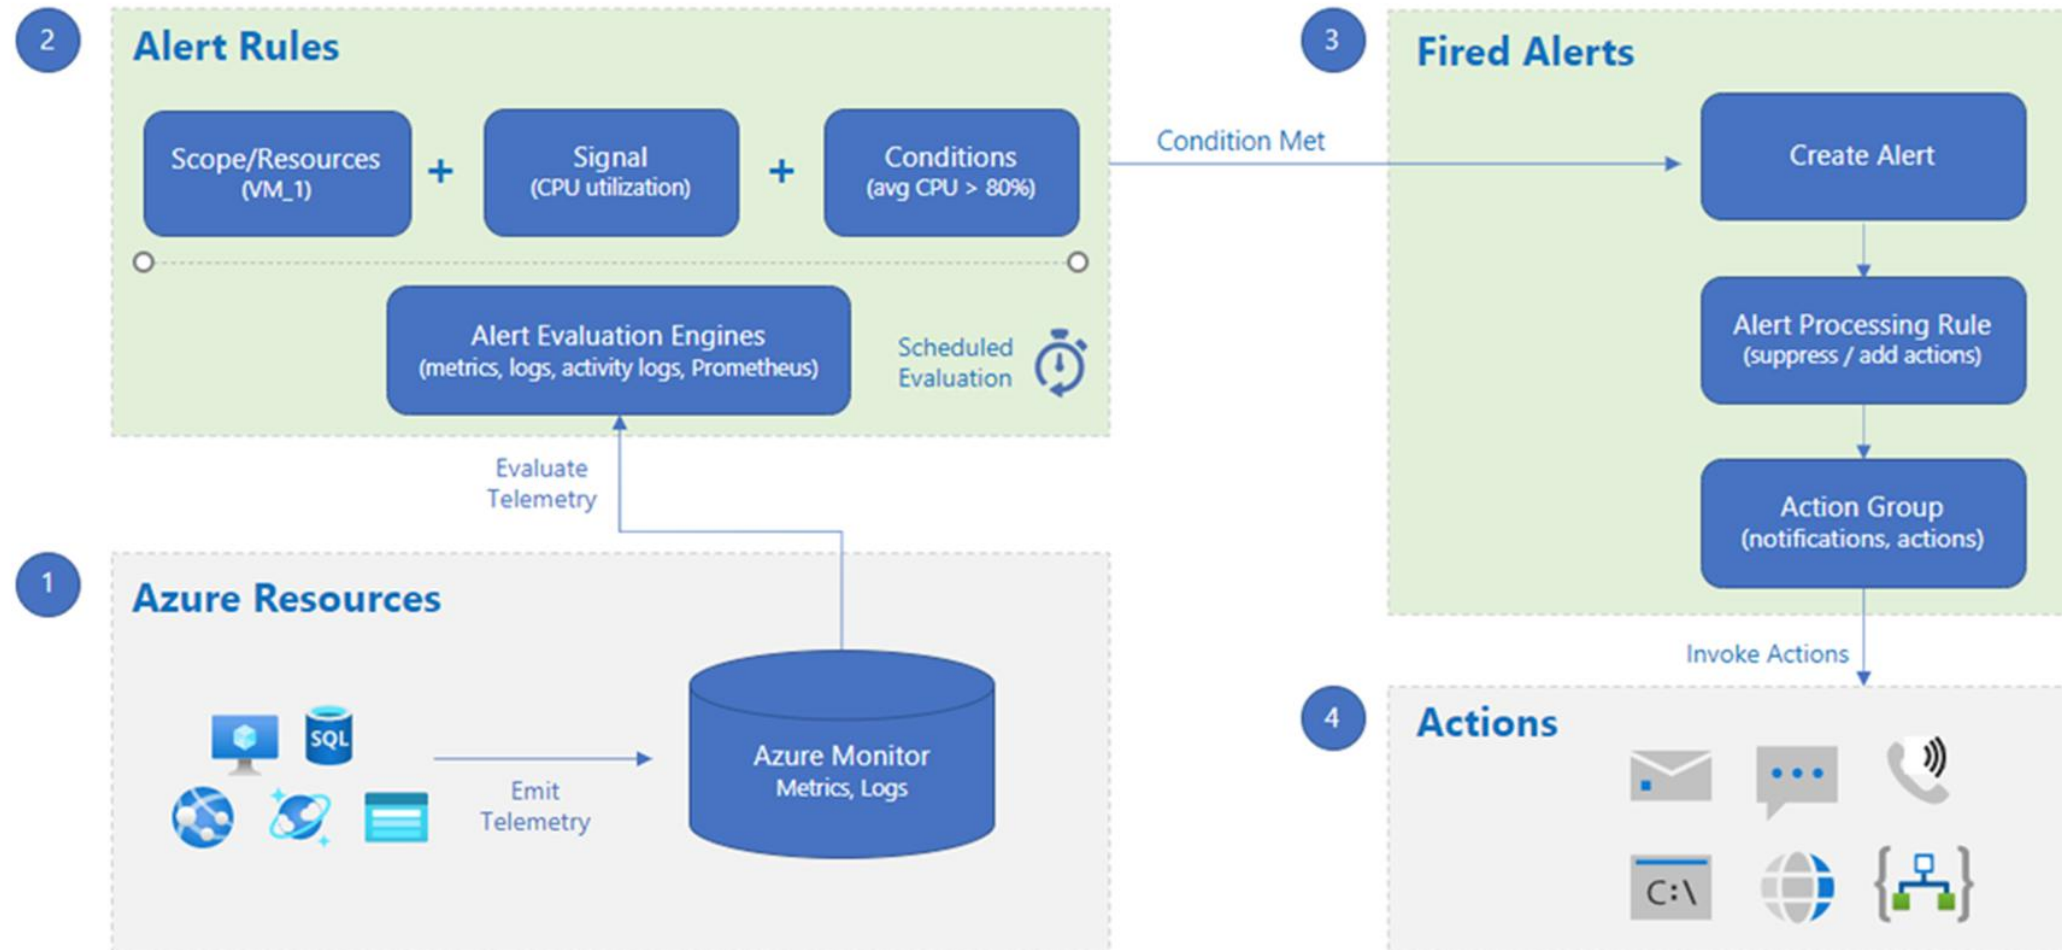 2
Alert Rules
Scope/Resources
(VM_1)
+
Signal
(CPU utilization)
+
Conditions
(avg CPU > 80%)
Alert Evaluation Engines
(metrics, logs, activity logs, Prometheus)
Scheduled
Evaluation
Evaluate
Telemetry
1
Azure Resources
SQL
Emit
Telemetry
Azure Monitor
Metrics, Logs
Condition Met
3
Fired Alerts
Create Alert
Alert Processing Rule
(suppress / add actions)
Action Group
(notifications, actions)
Invoke Actions
4
Actions
C:\